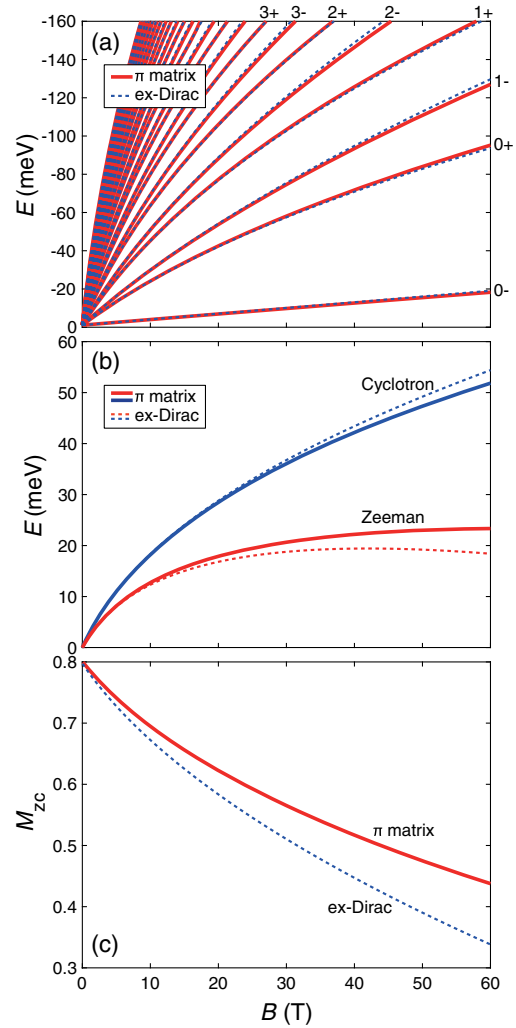 3+ 3- 2+ 2- 1+
-160
(a)
-140
π matrix
ex-Dirac
-120
-100
-80
-60
-40
-20
0
E (meV)
1-
0+
0-
60
(b)
50
π matrix
ex-Dirac
40
30
20
10
0
E (meV)
Cyclotron
Zeeman
0.8
0.7
0.6
0.5
0.4
0.3
M_zc
π matrix
ex-Dirac
(c)
0 10 20 30 40 50 60
B (T)